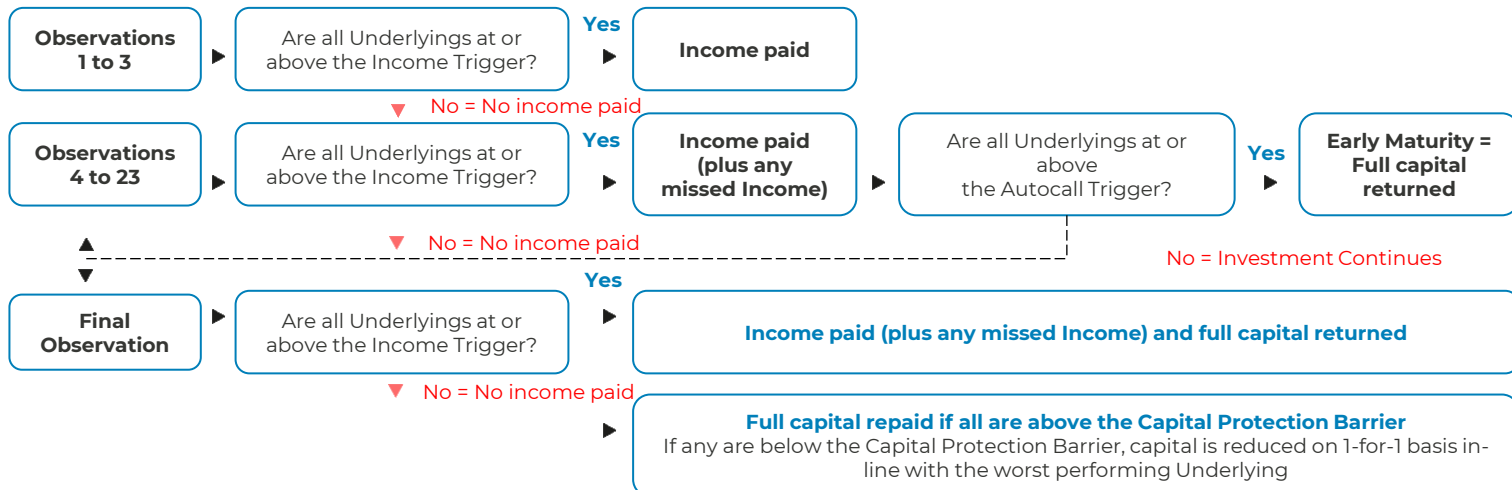 Observations
1 to 3
Are all Underlyings at or
above the Income Trigger?
Yes
Income paid
No = No income paid
Observations
4 to 23
Are all Underlyings at or
above the Income Trigger?
Yes
Income paid
(plus any
missed Income)
Are all Underlyings at or
above
the Autocall Trigger?
Yes
Early Maturity =
Full capital
returned
No = No income paid
No = Investment Continues
Final
Observation
Are all Underlyings at or
above the Income Trigger?
Yes
Income paid (plus any missed Income) and full capital returned
No = No income paid
Full capital repaid if all are above the Capital Protection Barrier
If any are below the Capital Protection Barrier, capital is reduced on 1-for-1 basis in-
line with the worst performing Underlying